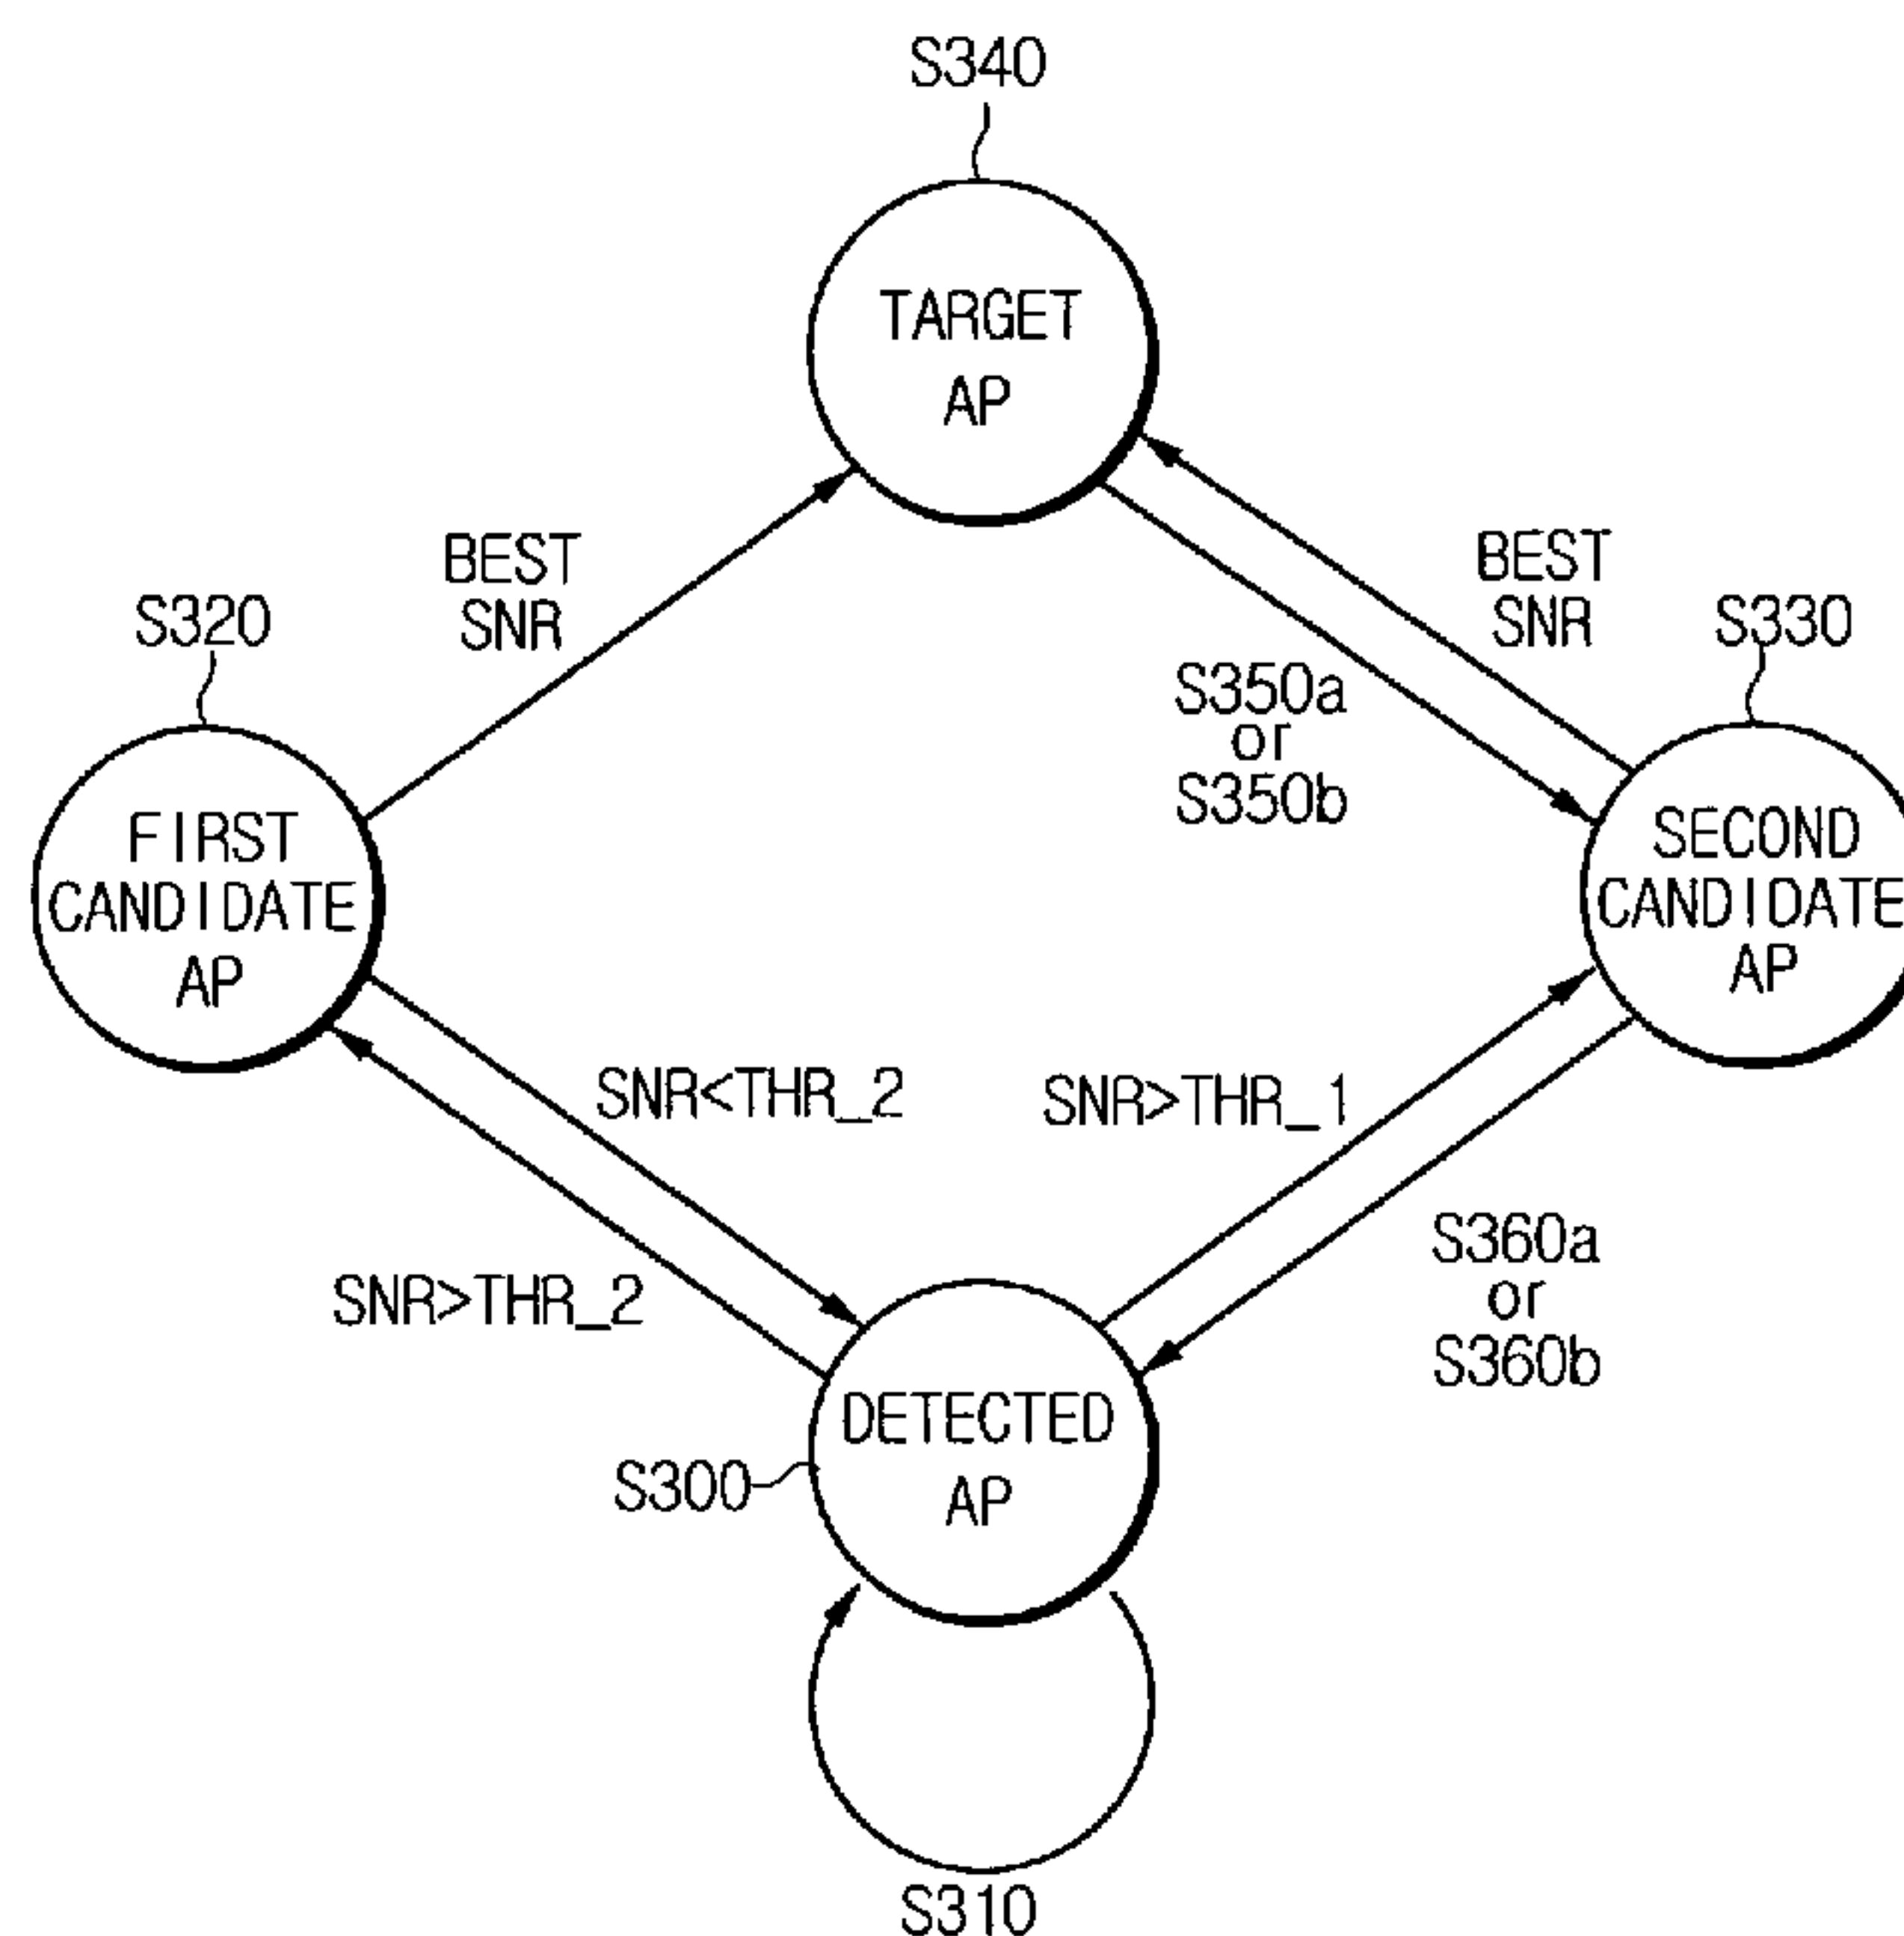 S340
TARGET
AP
BEST
SNR
BEST
SNR
S320
S330
S350a
or
S350b
FIRST
CANDIDATE
AP
SECOND
CANDIDATE
AP
SNR<THR_2
SNR>THR_1
SNR>THR_2
S360a
or
S360b
DETECTED
AP
S300
S310